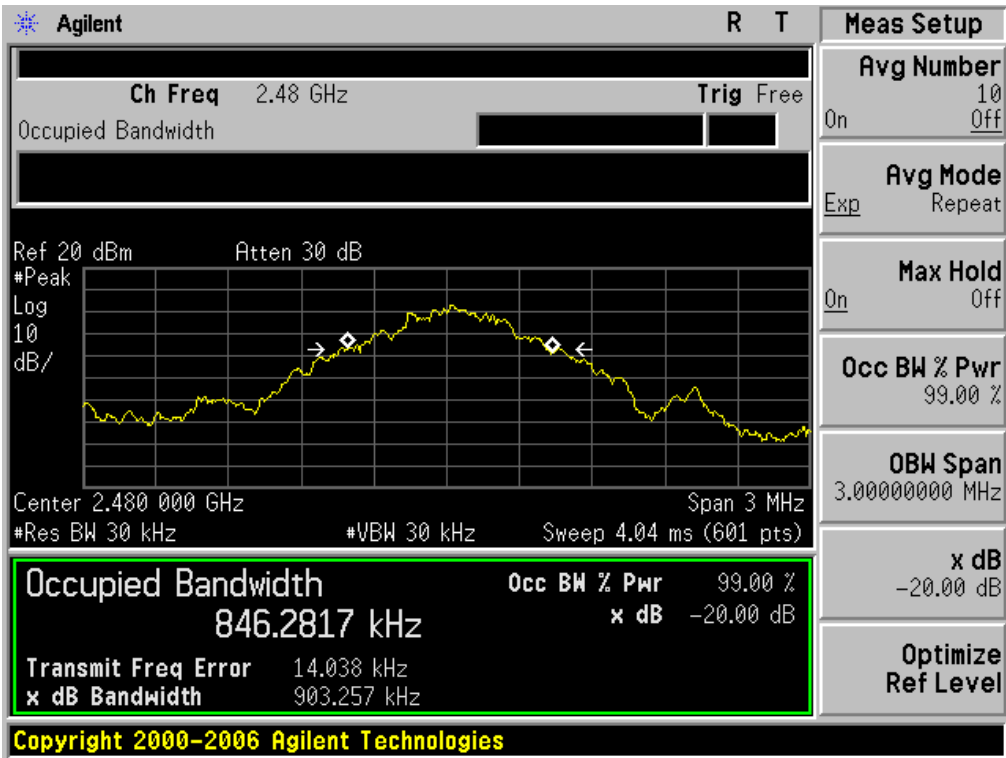 Agilent R T
Ch Freq 2.48 GHz Trig Free
Occupied Bandwidth
Ref 20 dBm Atten 30 dB
#Peak
Log
10
dB/
Center 2.480 000 GHz Span 3 MHz
#Res BW 30 kHz #VBW 30 kHz Sweep 4.04 ms (601 pts)
Occupied Bandwidth Occ BW % Pwr 99.00 %
846.2817 kHz x dB -20.00 dB
Transmit Freq Error 14.038 kHz
x dB Bandwidth 903.257 kHz
Copyright 2000-2006 Agilent Technologies
Meas Setup
Avg Number
10
On Off
Avg Mode
Exp Repeat
Max Hold
On Off
Occ BW % Pwr
99.00 %
OBW Span
3.00000000 MHz
x dB
-20.00 dB
Optimize
Ref Level